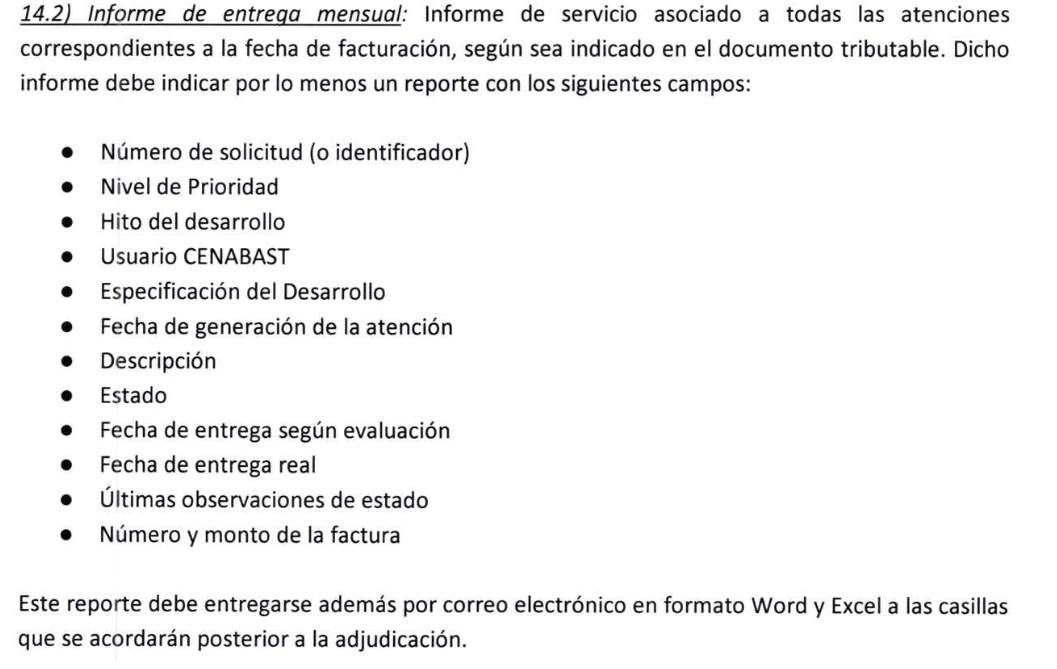 14.2) Informe de entrega mensual: Informe de servicio asociado a todas las atenciones
correspondientes a la fecha de facturación, según sea indicado en el documento tributable. Dicho
informe debe indicar por lo menos un reporte con los siguientes campos:
• Número de solicitud (o identificador)
• Nivel de Prioridad
• Hito del desarrollo
• Usuario CENABAST
• Especificación del Desarrollo
• Fecha de generación de la atención
• Descripción
• Estado
• Fecha de entrega según evaluación
• Fecha de entrega real
• Últimas observaciones de estado
• Número y monto de la factura
Este reporte debe entregarse además por correo electrónico en formato Word y Excel a las casillas
que se acordarán posterior a la adjudicación.